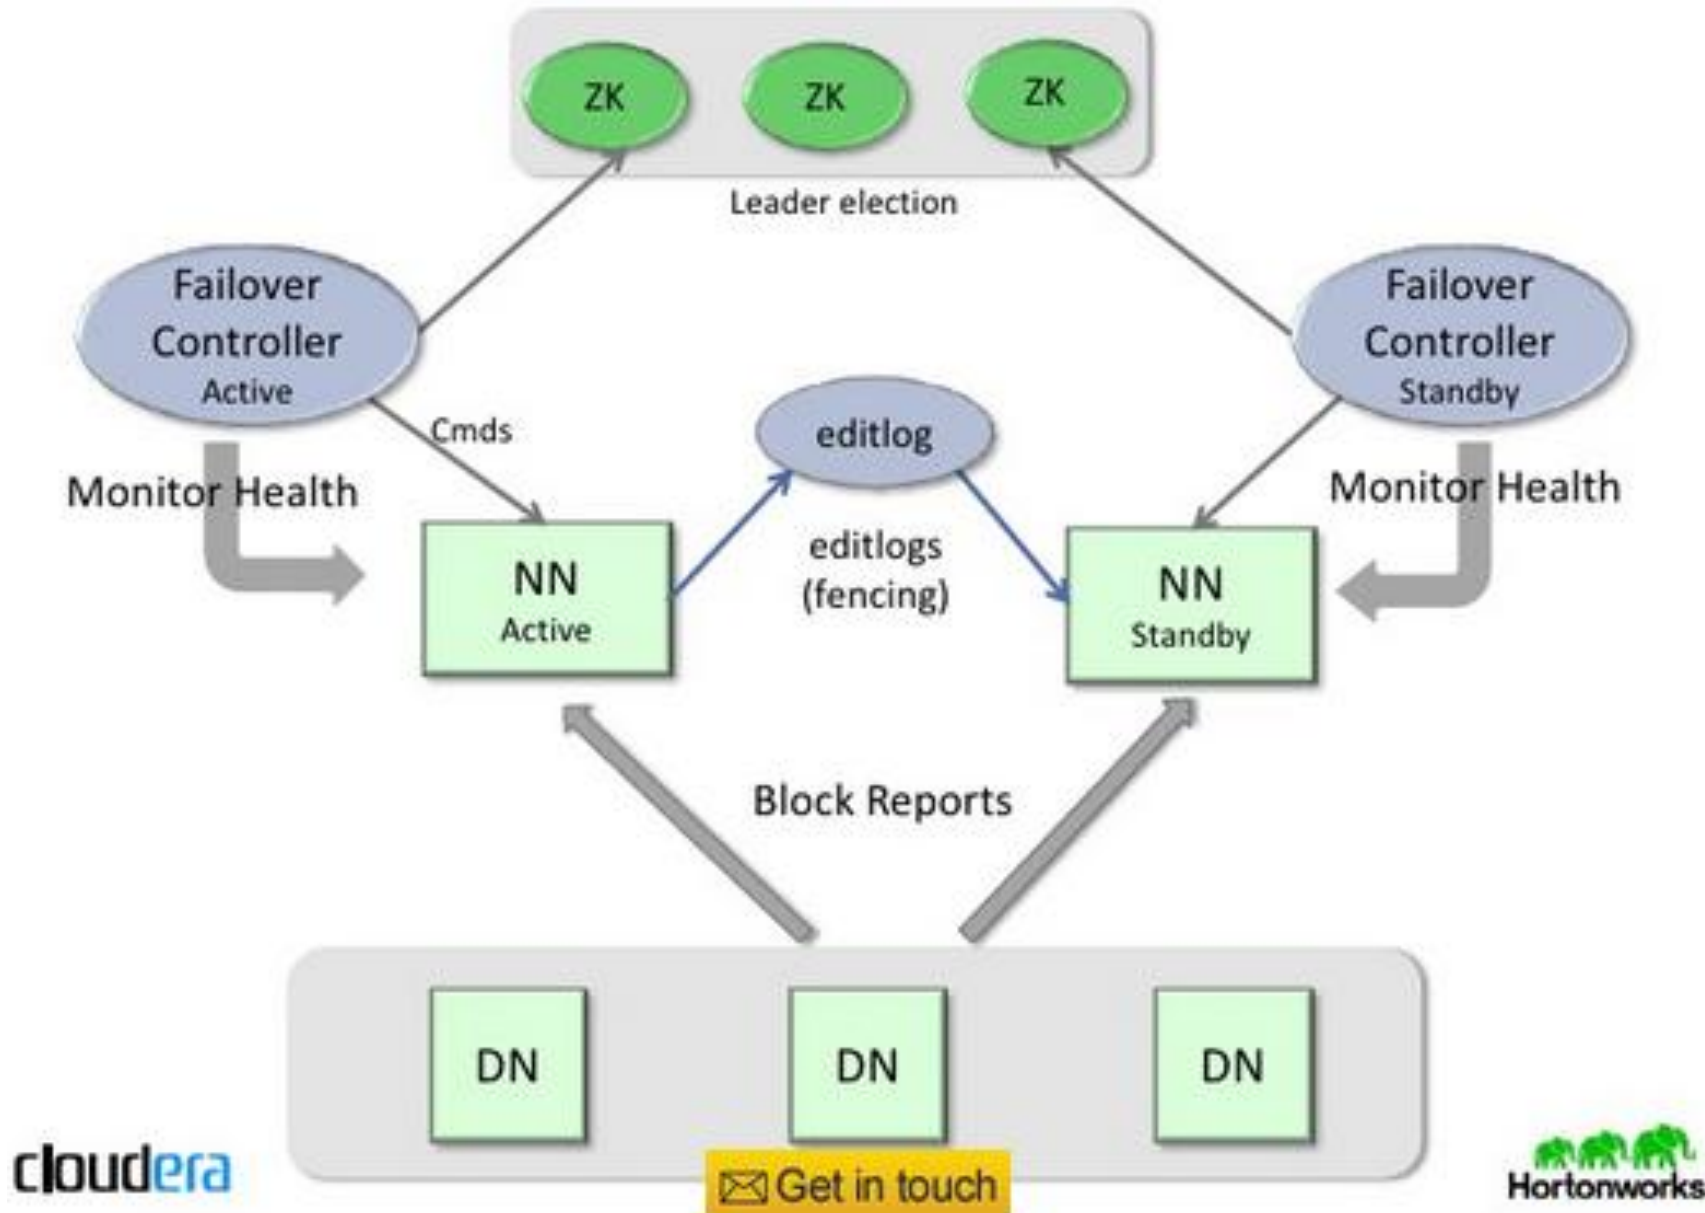 ZK
ZK
ZK
Leader election
Failover
Controller
Active
Failover
Controller
Standby
Cmds
editlog
Monitor Health
Monitor Health
editlogs
(fencing)
NN
Active
NN
Standby
Block Reports
DN
DN
DN
cloudera
Get in touch
Hortonworks